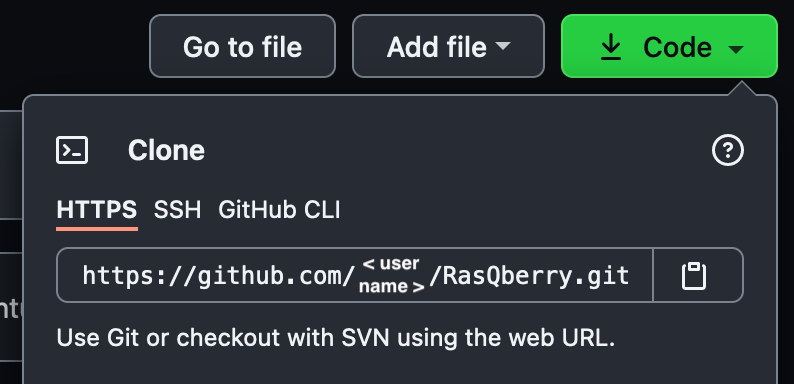 Go to file Add file Code
Clone
HTTPS SSH GitHub CLI
https://github.com/< user name >/RasQberry.git
Use Git or checkout with SVN using the web URL.